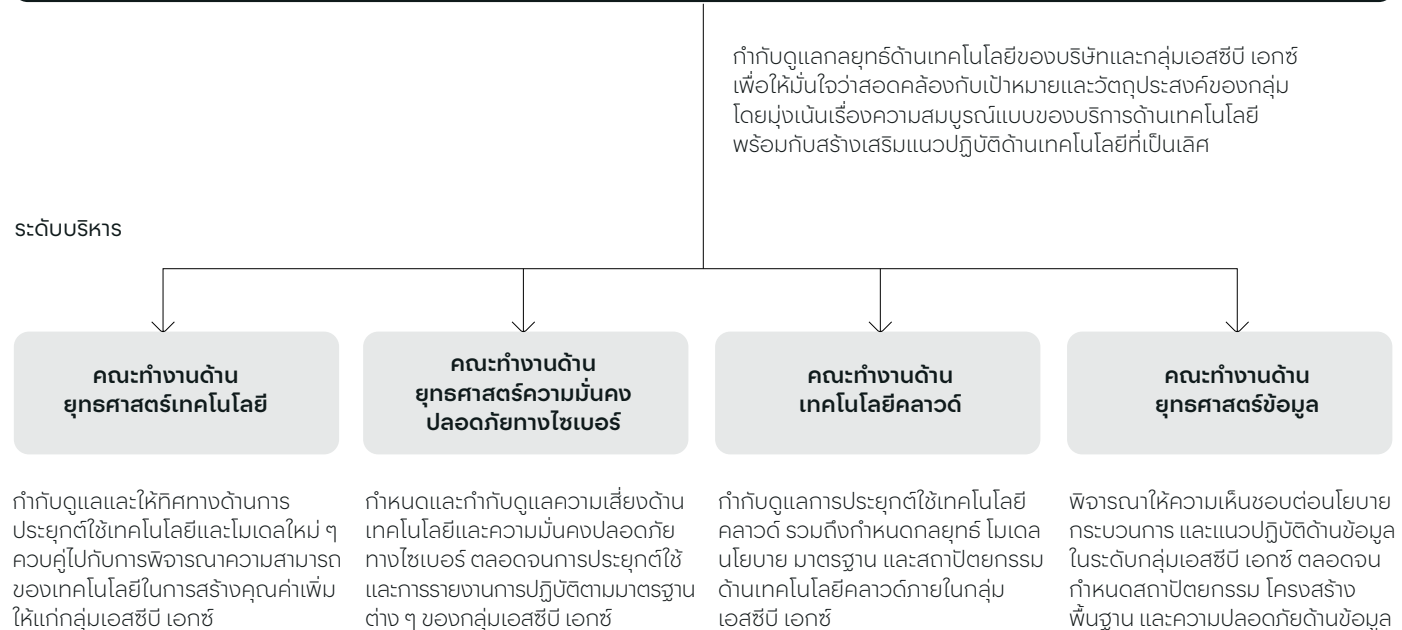 กำกับดูแลกลยุทธ์ด้านเทคโนโลยีของบริษัทและกลุ่มเอสซีบี เอกซ์
เพื่อให้มั่นใจว่าสอดคล้องกับเป้าหมายและวัตถุประสงค์ของกลุ่ม
โดยมุ่งเน้นเรื่องความสมบูรณ์แบบของบริการด้านเทคโนโลยี
พร้อมกับสร้างเสริมแนวปฏิบัติด้านเทคโนโลยีที่เป็นเลิศ
ระดับบริหาร
คณะทำงานด้าน
ยุทธศาสตร์เทคโนโลยี
คณะทำงานด้าน
ยุทธศาสตร์ความมั่นคง
ปลอดภัยทางไซเบอร์
คณะทำงานด้าน
เทคโนโลยีคลาวด์
คณะทำงานด้าน
ยุทธศาสตร์ข้อมูล
กำกับดูแลและให้ทิศทางด้านการ
ประยุกต์ใช้เทคโนโลยีและโมเดลใหม่ ๆ
ควบคู่ไปกับการพิจารณาความสามารถ
ของเทคโนโลยีในการสร้างคุณค่าเพิ่ม
ให้แก่กลุ่มเอสซีบี เอกซ์
กำหนดและกำกับดูแลความเสี่ยงด้าน
เทคโนโลยีและความมั่นคงปลอดภัย
ทางไซเบอร์ ตลอดจนการประยุกต์ใช้
และการรายงานการปฏิบัติตามมาตรฐาน
ต่าง ๆ ของกลุ่มเอสซีบี เอกซ์
กำกับดูแลการประยุกต์ใช้เทคโนโลยี
คลาวด์ รวมถึงกำหนดกลยุทธ์ โมเดล
นโยบาย มาตรฐาน และสถาปัตยกรรม
ด้านเทคโนโลยีคลาวด์ภายในกลุ่ม
เอสซีบี เอกซ์
พิจารณาให้ความเห็นชอบต่อนโยบาย
กระบวนการ และแนวปฏิบัติด้านข้อมูล
ในระดับกลุ่มเอสซีบี เอกซ์ ตลอดจน
กำหนดสถาปัตยกรรม โครงสร้าง
พื้นฐาน และความปลอดภัยด้านข้อมูล